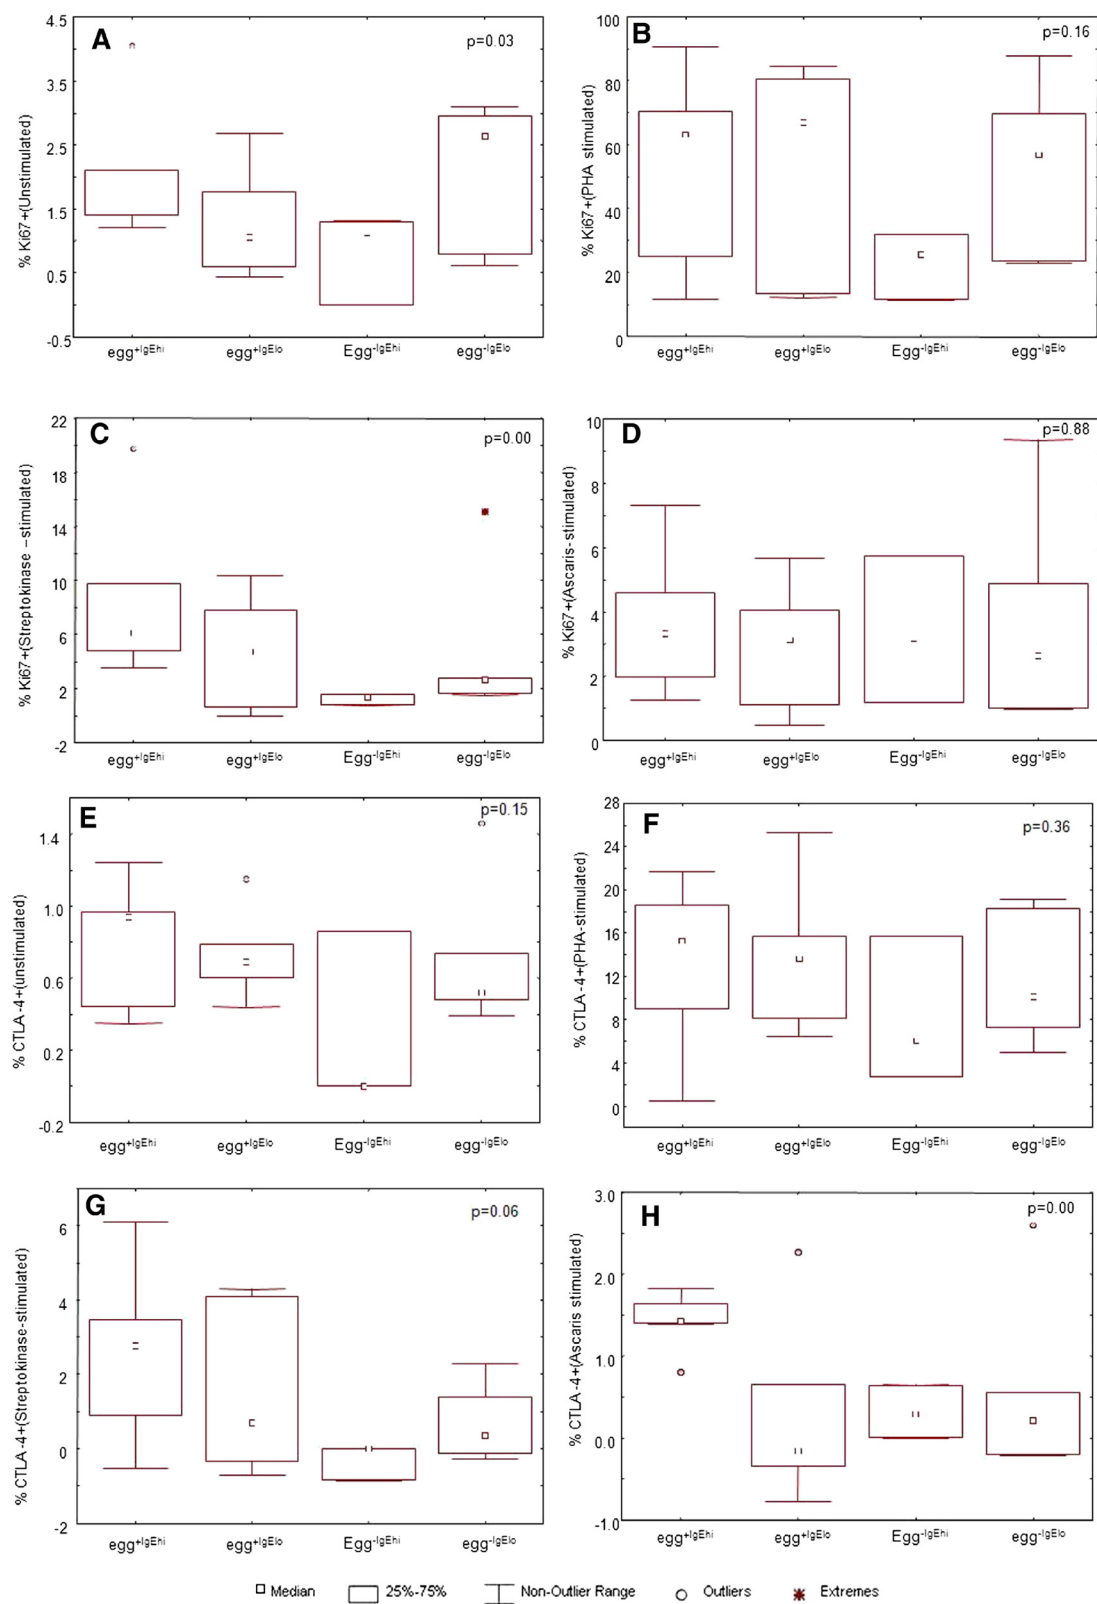 A
p=0.03
% Ki67+(Unstimulated)
4.5
3.5
2.5
1.5
0.5
-0.5
egg+IgEhi egg+IgElo Egg-IgEhi egg-IgElo
B
p=0.16
% Ki67+(PHA stimulated)
100
80
60
40
20
0
egg+IgEhi egg+IgElo Egg-IgEhi egg-IgElo
C
p=0.00
% Ki67+(Streptokinase –stimulated)
22
18
14
10
6
2
-2
egg+IgEhi egg+IgElo Egg-IgEhi egg-IgElo
D
p=0.88
% Ki67+(Ascaris-stimulated)
10
8
6
4
2
0
egg+IgEhi egg+IgElo Egg-IgEhi egg-IgElo
E
p=0.15
% CTLA-4+(unstimulated)
1.4
1.0
0.6
0.2
-0.2
egg+IgEhi egg+IgElo Egg-IgEhi egg-IgElo
F
p=0.36
% CTLA-4+(PHA-stimulated)
28
24
20
16
12
8
4
0
egg+IgEhi egg+IgElo Egg-IgEhi egg-IgElo
G
p=0.06
% CTLA-4+(Streptokinase-stimulated)
6
4
2
0
-2
egg+IgEhi egg+IgElo Egg-IgEhi egg-IgElo
H
p=0.00
% CTLA-4+(Ascaris stimulated)
3.0
2.0
1.0
0.0
-1.0
egg+IgEhi egg+IgElo Egg-IgEhi egg-IgElo
Median 25%-75% Non-Outlier Range Outliers Extremes